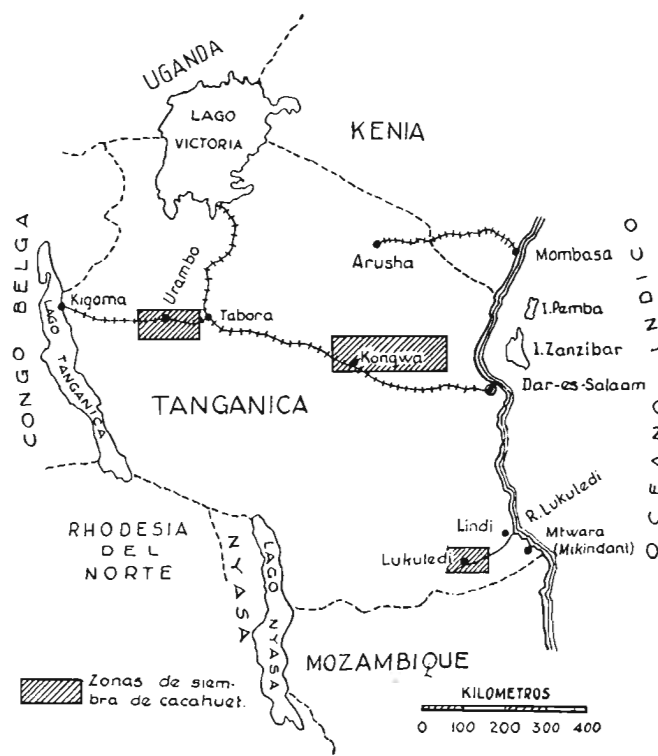 UGANDA
LAGO
VICTORIA
KENIA
CONGO BELGA
Kigoma
Urambo
Tabora
Arusha
Mombasa
I. Pemba
I. Zanzibar
OCEANO INDICO
LAGO TANGANICA
Kongwa
Dar-es-Salaam
TANGANICA
RHODESIA
DEL
NORTE
NYASA
LAGO NYASA
Lindi
R. Lukuledi
Lukuledi
Mtwara
(Mikindani)
MOZAMBIQUE
Zonas de siem-
bra de cacahuet.
KILOMETROS
0 100 200 300 400